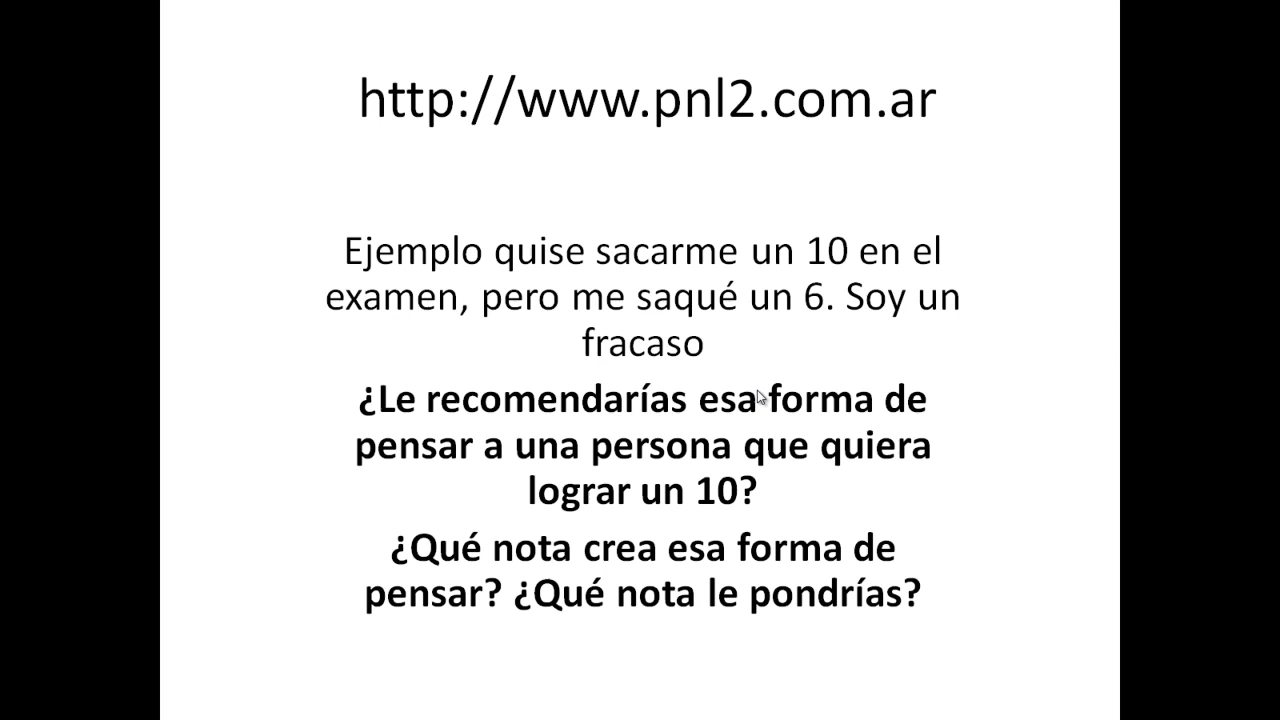 http://www.pnl2.com.ar
Ejemplo quise sacarme un 10 en el
examen, pero me saqué un 6. Soy un
fracaso
¿Le recomendarías esa forma de
pensar a una persona que quiera
lograr un 10?
¿Qué nota crea esa forma de
pensar? ¿Qué nota le pondrías?